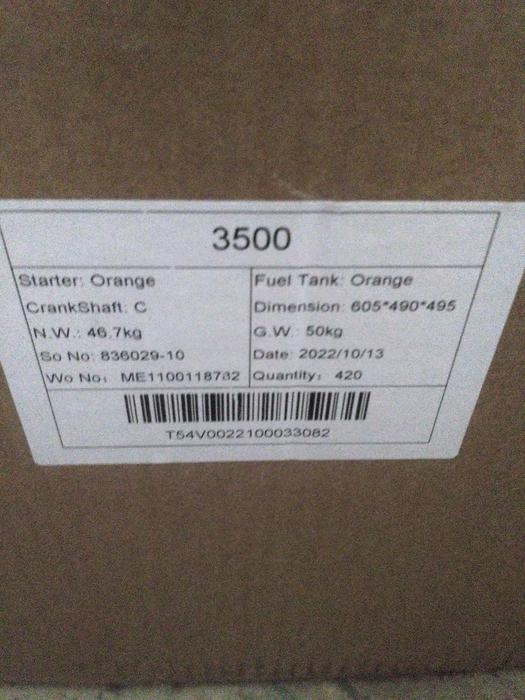 3500
Starter: Orange
Fuel Tank: Orange
CrankShaft: C
Dimension: 605*490*495
N.W.: 46.7kg
G.W.: 50kg
So No: 836029-10
Date: 2022/10/13
Wo No: ME1100118782
Quantity: 420
T54V0022100033082